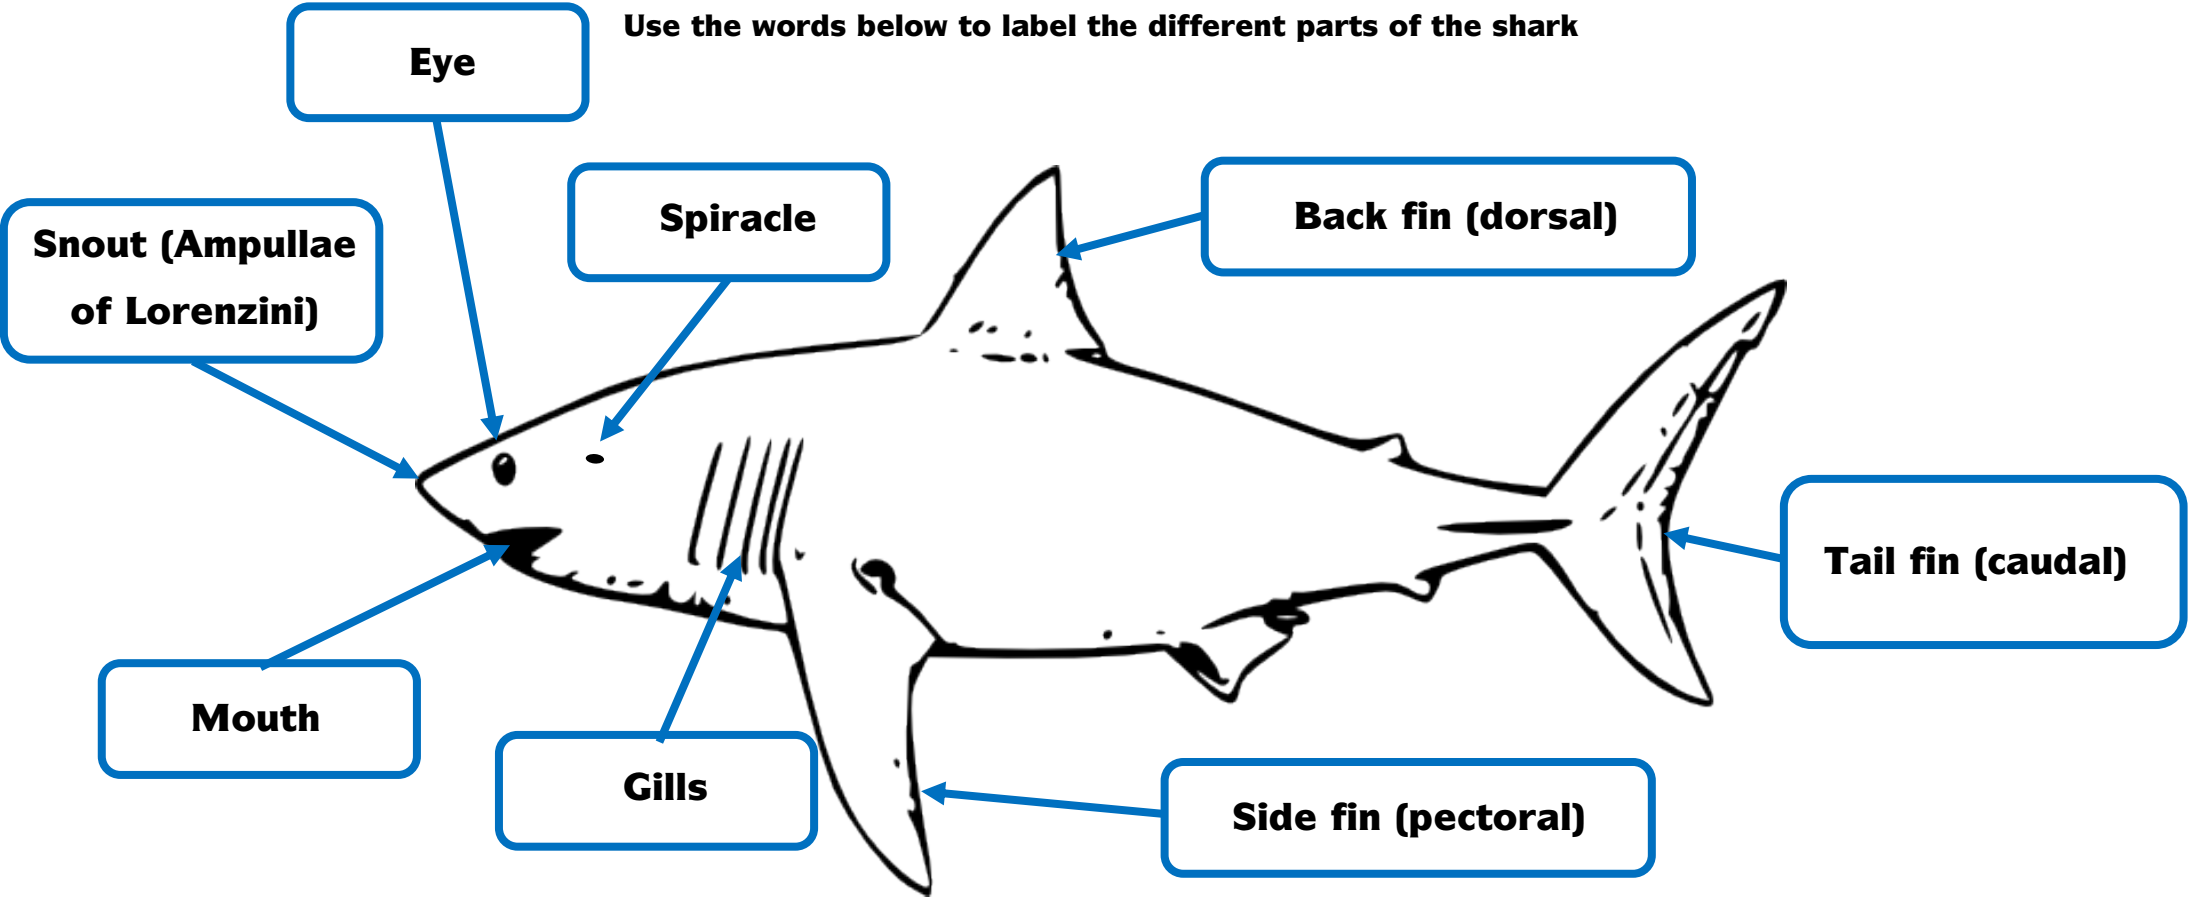 Use the words below to label the different parts of the shark
Eye
Spiracle
Back fin (dorsal)
Snout (Ampullae
of Lorenzini)
Tail fin (caudal)
Mouth
Gills
Side fin (pectoral)